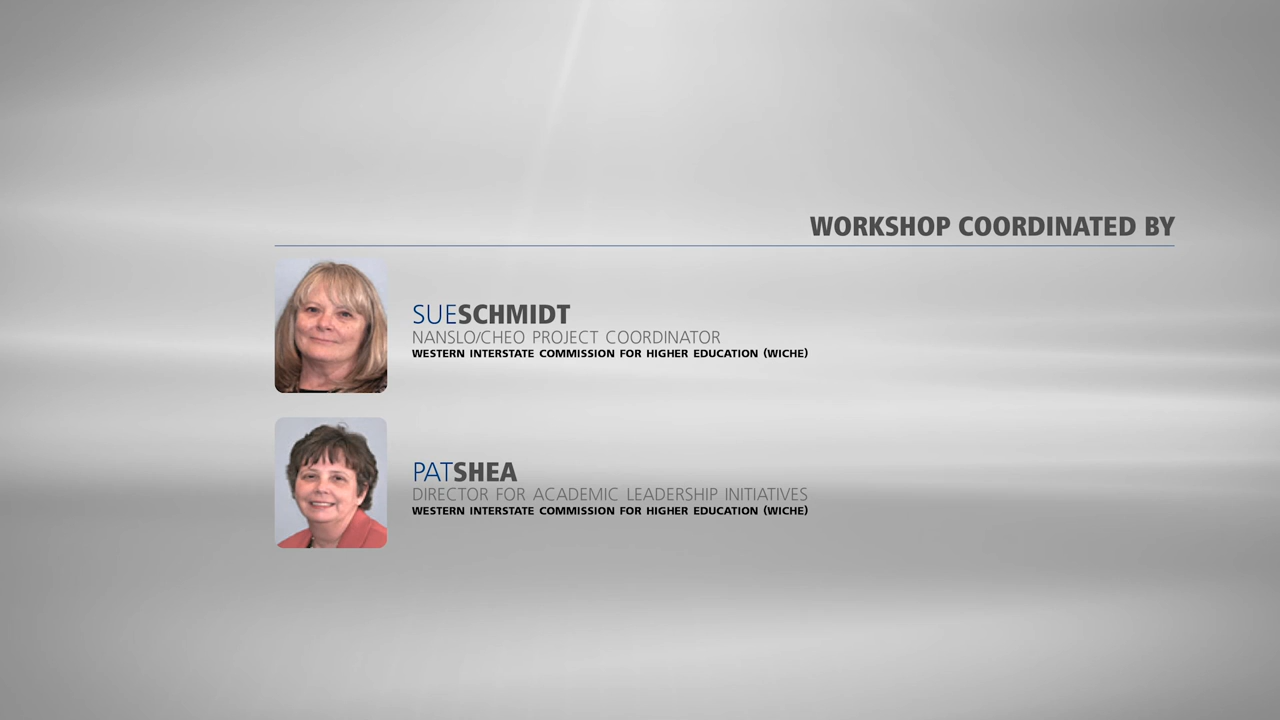 WORKSHOP COORDINATED BY
SUESCHMIDT
NANSLO/CHEO PROJECT COORDINATOR
WESTERN INTERSTATE COMMISSION FOR HIGHER EDUCATION (WICHE)
PATSHEA
DIRECTOR FOR ACADEMIC LEADERSHIP INITIATIVES
WESTERN INTERSTATE COMMISSION FOR HIGHER EDUCATION (WICHE)